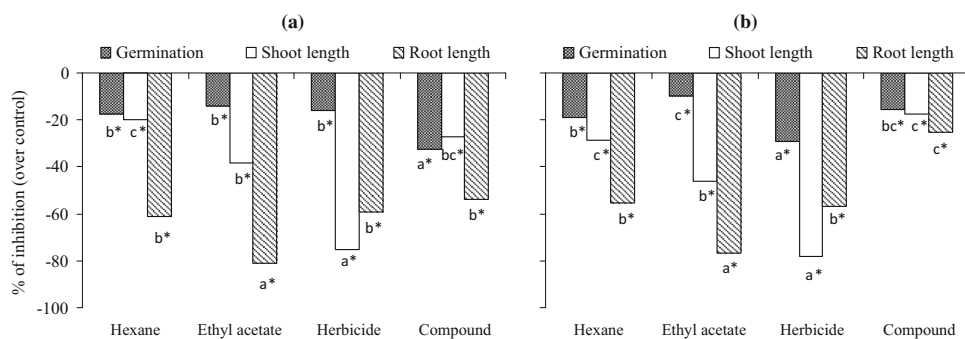 (a)
Germination Shoot length Root length
0
-20
-40
-60
-80
-100
% of inhibition (over control)
b* c* b*
b* b* a*
b* a* b*
a* bc* b*
Hexane Ethyl acetate Herbicide Compound
(b)
Germination Shoot length Root length
b* c* b*
c* b* a*
a* a* b*
bc* c* c*
Hexane Ethyl acetate Herbicide Compound